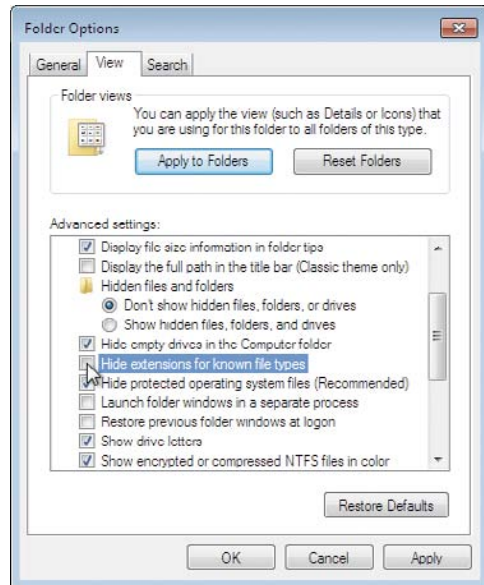 Folder Options
General
View
Search
Folder views
You can apply the view (such as Details or Icons) that
you are using for this folder to all folders of this type.
Apply to Folders
Reset Folders
Advanced settings:
Display file size information in folder tips
Display the full path in the title bar (Classic theme only)
Hidden files and folders
Don't show hidden files, folders, or drives
Show hidden files, folders, and drives
Hide empty drives in the Computer folder
Hide extensions for known file types
Hide protected operating system files (Recommended)
Launch folder windows in a separate process
Restore previous folder windows at logon
Show drive letters
Show encrypted or compressed NTFS files in color
Restore Defaults
OK
Cancel
Apply